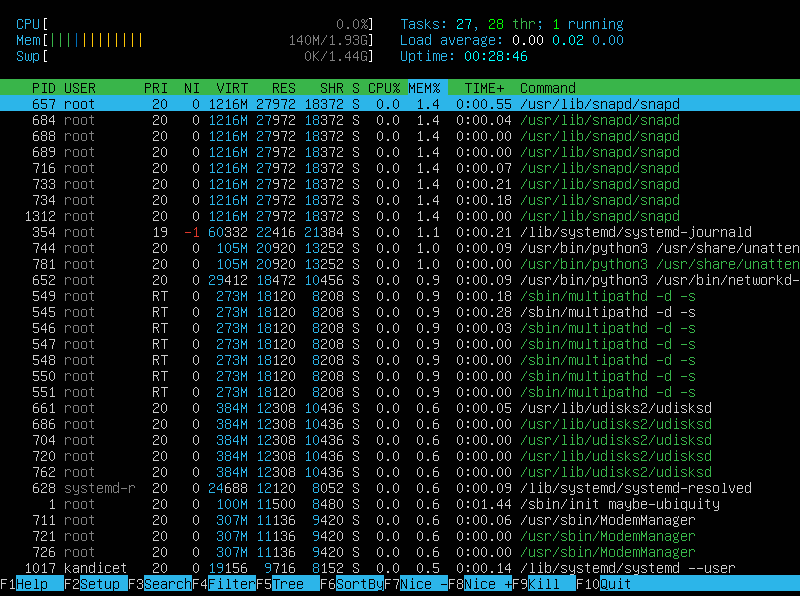 CPU[ 0.0%] Tasks: 27, 28 thr; 1 running
Mem[|||||||||||| 140M/1.93G] Load average: 0.00 0.02 0.00
Swp[ 0K/1.44G] Uptime: 00:28:46
PID USER PRI NI VIRT RES SHR S CPU% MEM% TIME+ Command
657 root 20 0 1216M 27972 18372 S 0.0 1.4 0:00.55 /usr/lib/snapd/snapd
684 root 20 0 1216M 27972 18372 S 0.0 1.4 0:00.04 /usr/lib/snapd/snapd
688 root 20 0 1216M 27972 18372 S 0.0 1.4 0:00.00 /usr/lib/snapd/snapd
689 root 20 0 1216M 27972 18372 S 0.0 1.4 0:00.00 /usr/lib/snapd/snapd
716 root 20 0 1216M 27972 18372 S 0.0 1.4 0:00.07 /usr/lib/snapd/snapd
733 root 20 0 1216M 27972 18372 S 0.0 1.4 0:00.21 /usr/lib/snapd/snapd
734 root 20 0 1216M 27972 18372 S 0.0 1.4 0:00.18 /usr/lib/snapd/snapd
1312 root 20 0 1216M 27972 18372 S 0.0 1.4 0:00.00 /usr/lib/snapd/snapd
354 root 19 -1 60332 22416 21384 S 0.0 1.1 0:00.21 /lib/systemd/systemd-journald
744 root 20 0 105M 20920 13252 S 0.0 1.0 0:00.09 /usr/bin/python3 /usr/share/unatten
781 root 20 0 105M 20920 13252 S 0.0 1.0 0:00.00 /usr/bin/python3 /usr/share/unatten
652 root 20 0 29412 18472 10456 S 0.0 0.9 0:00.09 /usr/bin/python3 /usr/bin/networkd-
549 root RT 0 273M 18120 8208 S 0.0 0.9 0:00.18 /sbin/multipathd -d -s
545 root RT 0 273M 18120 8208 S 0.0 0.9 0:00.28 /sbin/multipathd -d -s
546 root RT 0 273M 18120 8208 S 0.0 0.9 0:00.03 /sbin/multipathd -d -s
547 root RT 0 273M 18120 8208 S 0.0 0.9 0:00.00 /sbin/multipathd -d -s
548 root RT 0 273M 18120 8208 S 0.0 0.9 0:00.00 /sbin/multipathd -d -s
550 root RT 0 273M 18120 8208 S 0.0 0.9 0:00.00 /sbin/multipathd -d -s
551 root RT 0 273M 18120 8208 S 0.0 0.9 0:00.00 /sbin/multipathd -d -s
661 root 20 0 384M 12308 10436 S 0.0 0.6 0:00.05 /usr/lib/udisks2/udisksd
686 root 20 0 384M 12308 10436 S 0.0 0.6 0:00.00 /usr/lib/udisks2/udisksd
704 root 20 0 384M 12308 10436 S 0.0 0.6 0:00.00 /usr/lib/udisks2/udisksd
720 root 20 0 384M 12308 10436 S 0.0 0.6 0:00.00 /usr/lib/udisks2/udisksd
762 root 20 0 384M 12308 10436 S 0.0 0.6 0:00.00 /usr/lib/udisks2/udisksd
628 systemd-r 20 0 24688 12120 8052 S 0.0 0.6 0:00.09 /lib/systemd/systemd-resolved
1 root 20 0 100M 11500 8480 S 0.0 0.6 0:01.44 /sbin/init maybe-ubiquity
711 root 20 0 307M 11136 9420 S 0.0 0.6 0:00.06 /usr/sbin/ModemManager
721 root 20 0 307M 11136 9420 S 0.0 0.6 0:00.00 /usr/sbin/ModemManager
726 root 20 0 307M 11136 9420 S 0.0 0.6 0:00.00 /usr/sbin/ModemManager
1017 kandicet 20 0 19156 9716 8152 S 0.0 0.5 0:00.14 /lib/systemd/systemd --user
F1Help F2Setup F3SearchF4FilterF5Tree F6SortByF7Nice -F8Nice +F9Kill F10Quit